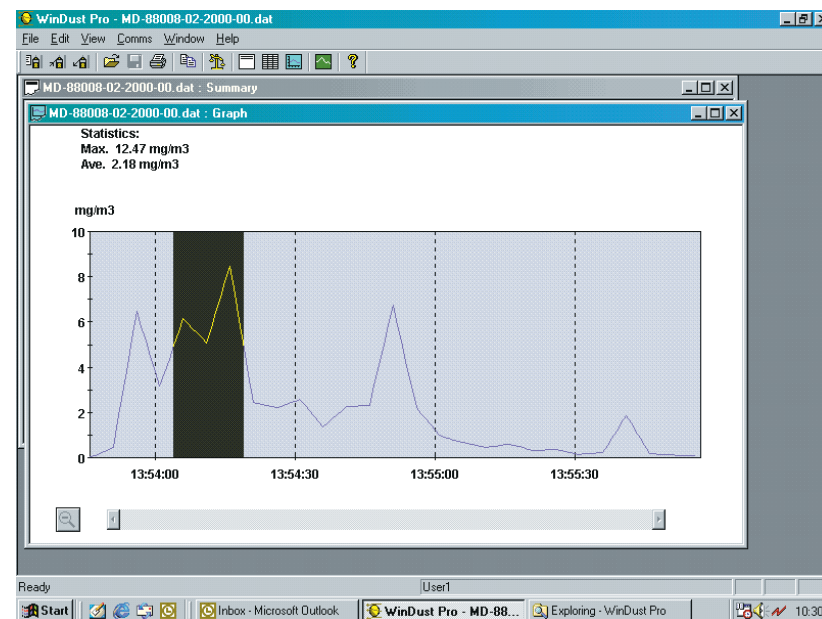 WinDust Pro - MD-88008-02-2000-00.dat
File Edit View Comms Window Help
MD-88008-02-2000-00.dat : Summary
MD-88008-02-2000-00.dat : Graph
Statistics:
Max. 12.47 mg/m3
Ave. 2.18 mg/m3
mg/m3
10
8
6
4
2
0
13:54:00 13:54:30 13:55:00 13:55:30
Ready User1
Start Inbox - Microsoft Outlook WinDust Pro - MD-88... Exploring - WinDust Pro 10:30